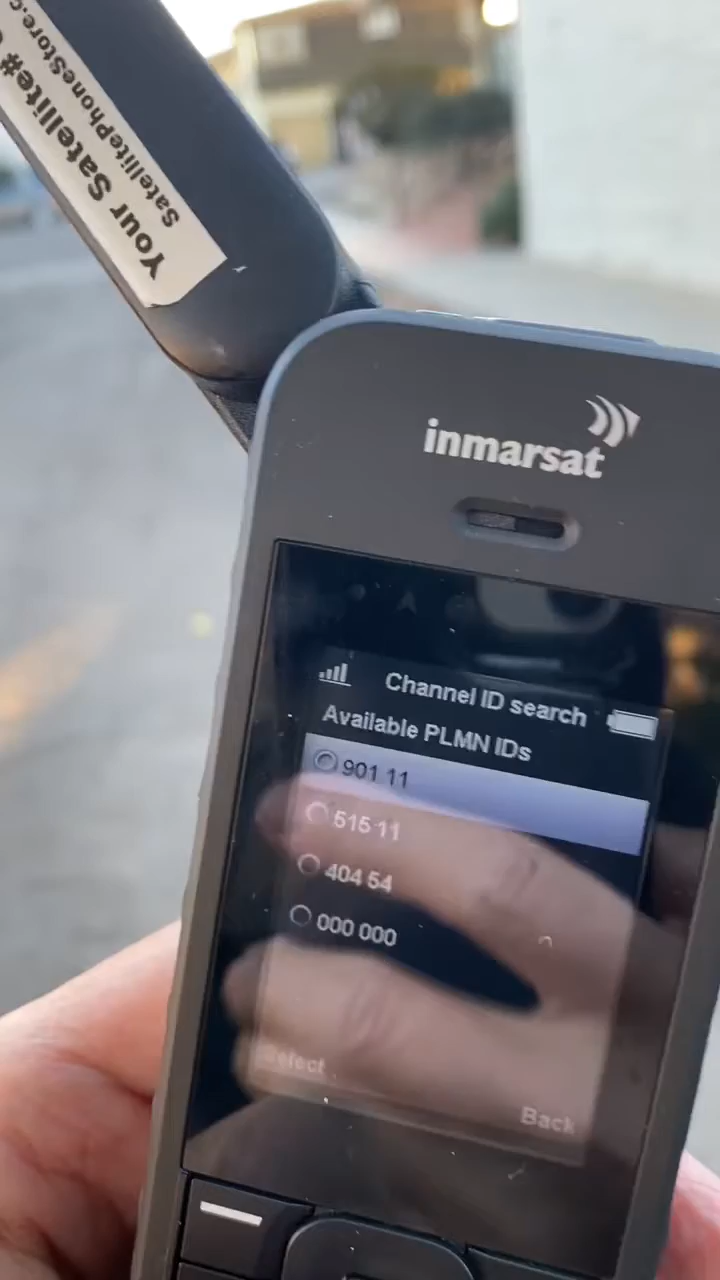 Your Satellite#
SatellitePhoneStore.c
inmarsat
Channel ID search
Available PLMN IDs
901 11
515 11
404 54
000 000
Select
Back